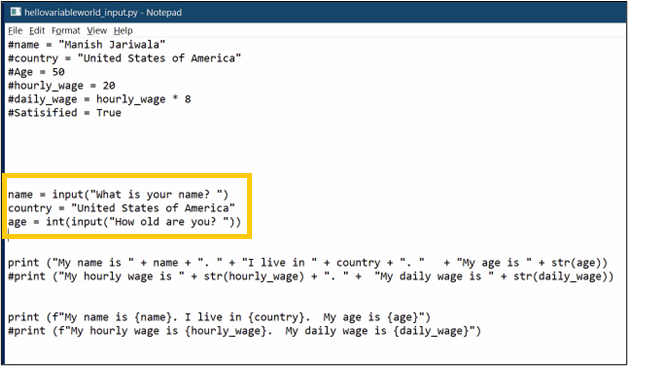 hellovariableworld_input.py - Notepad
File Edit Format View Help
#name = "Manish Jariwala"
#country = "United States of America"
#Age = 50
#hourly_wage = 20
#daily_wage = hourly_wage * 8
#Satisified = True
name = input("What is your name? ")
country = "United States of America"
age = int(input("How old are you? "))
print ("My name is " + name + ". " + "I live in " + country + ". "   + "My age is " + str(age))
#print ("My hourly wage is " + str(hourly_wage) + ". " +  "My daily wage is " + str(daily_wage))
print (f"My name is {name}. I live in {country}.  My age is {age}")
#print (f"My hourly wage is {hourly_wage}.  My daily wage is {daily_wage}")